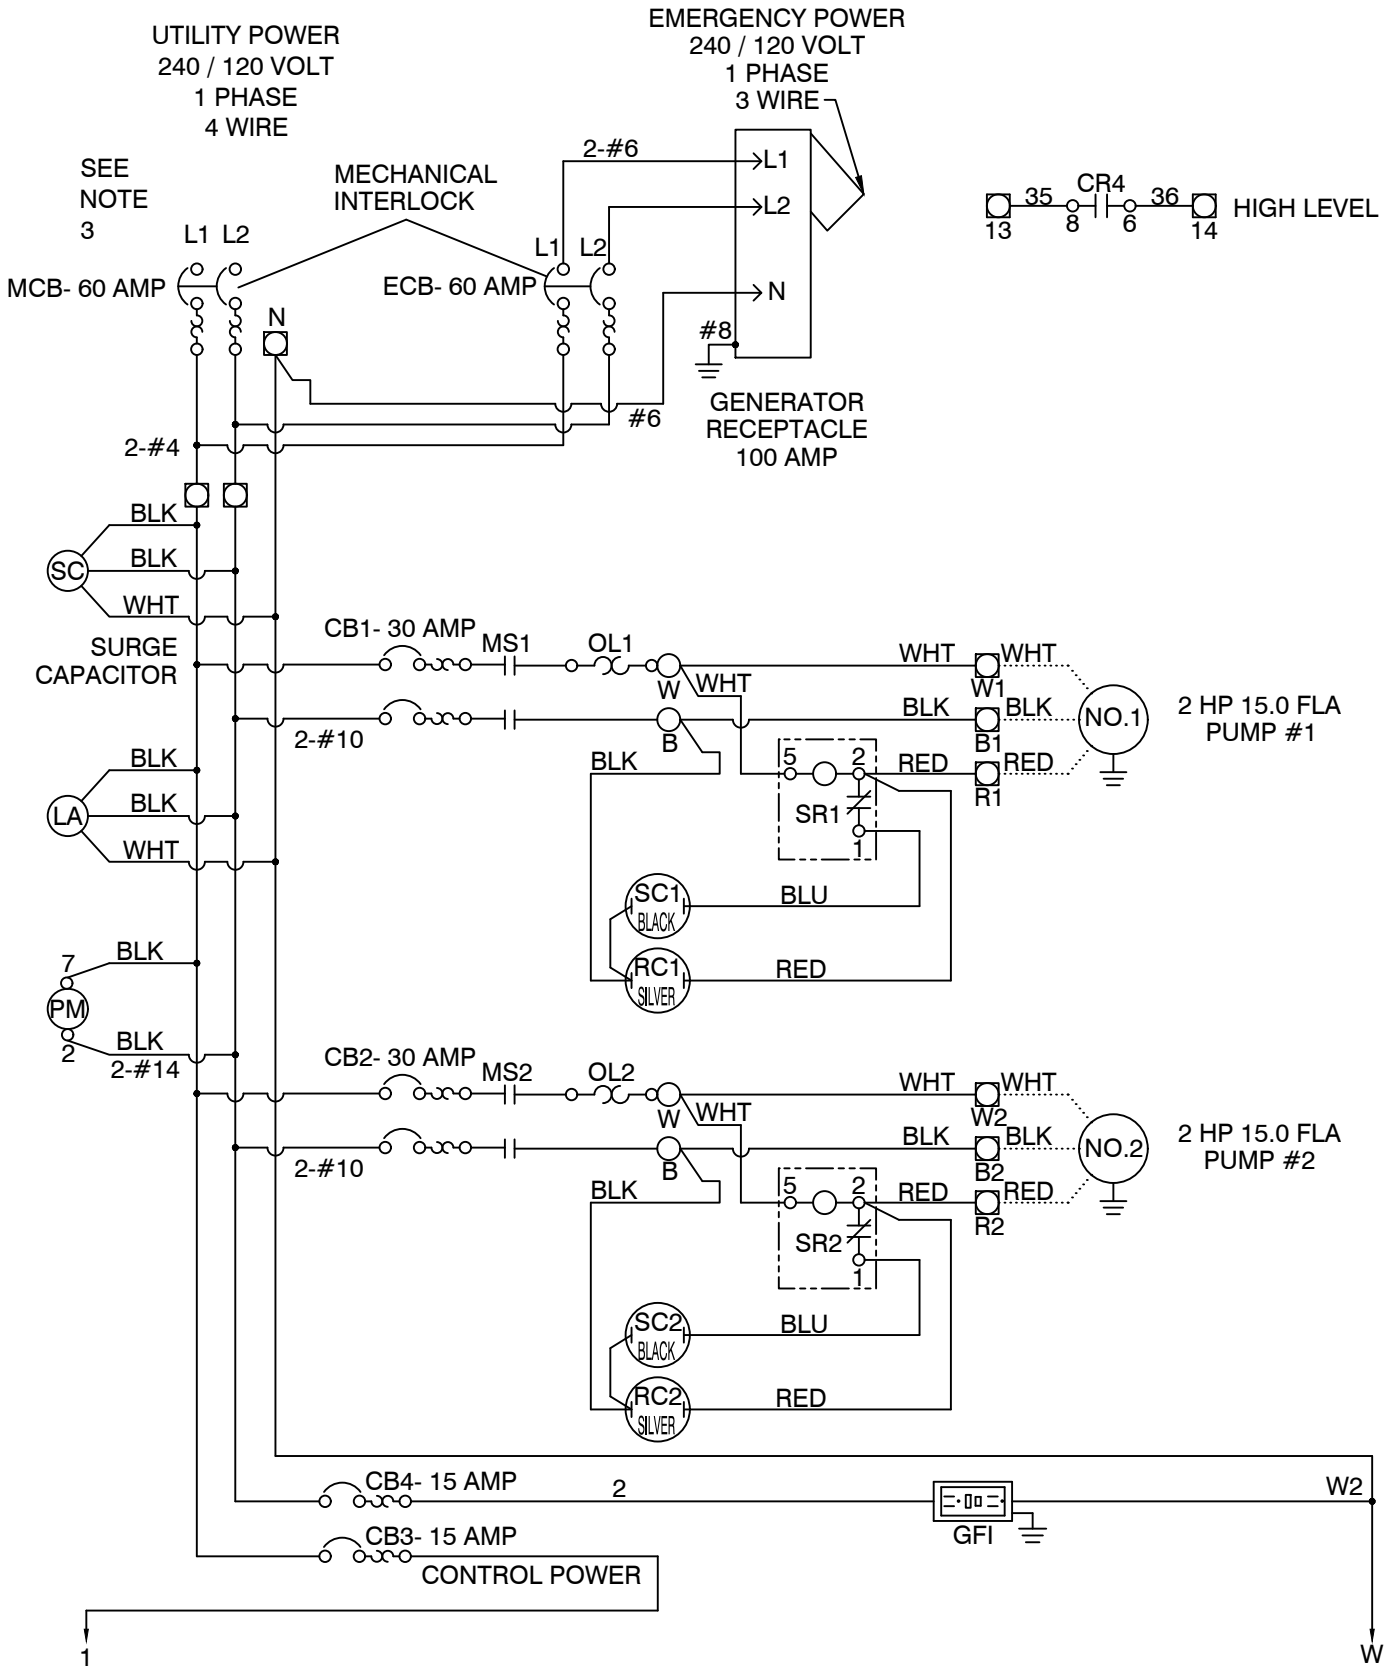 UTILITY POWER
240 / 120 VOLT
1 PHASE
4 WIRE
EMERGENCY POWER
240 / 120 VOLT
1 PHASE
3 WIRE
SEE
NOTE
3
MECHANICAL
INTERLOCK
2-#6
L1
L2
N
35
CR4
36
HIGH LEVEL
13
8
6
14
L1 L2
L1 L2
MCB- 60 AMP
ECB- 60 AMP
N
#8
#6
GENERATOR
RECEPTACLE
100 AMP
2-#4
BLK
SC
BLK
WHT
SURGE
CAPACITOR
CB1- 30 AMP
MS1
OL1
W
WHT
WHT
W1
WHT
2-#10
B
BLK
B1
BLK
NO.1
2 HP 15.0 FLA
PUMP #1
BLK
5
2
RED
R1
RED
SR1
1
BLK
LA
BLK
WHT
SC1
BLACK
BLU
RC1
SILVER
RED
7
BLK
PM
2
BLK
2-#14
CB2- 30 AMP
MS2
OL2
W
WHT
WHT
W2
WHT
2-#10
B
BLK
B2
BLK
NO.2
2 HP 15.0 FLA
PUMP #2
BLK
5
2
RED
R2
RED
SR2
1
SC2
BLACK
BLU
RC2
SILVER
RED
CB4- 15 AMP
2
GFI
W2
CB3- 15 AMP
CONTROL POWER
1
W